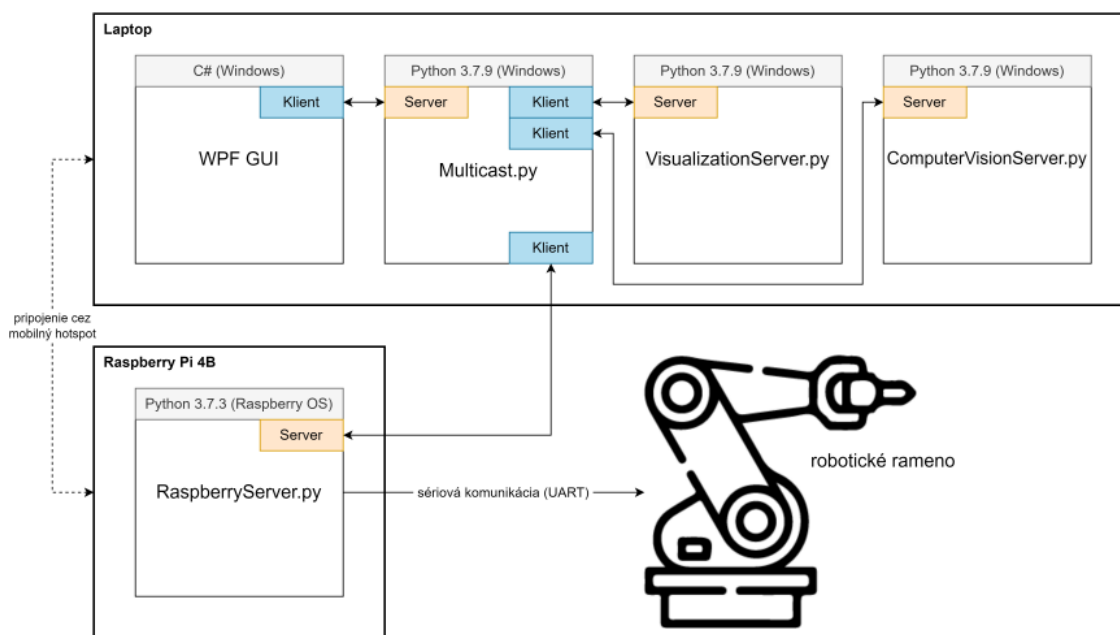 Laptop
C# (Windows)
Klient
WPF GUI
Python 3.7.9 (Windows)
Server
Klient
Klient
Multicast.py
Klient
Python 3.7.9 (Windows)
Server
VisualizationServer.py
Python 3.7.9 (Windows)
Server
ComputerVisionServer.py
pripojenie cez
mobilný hotspot
Raspberry Pi 4B
Python 3.7.3 (Raspberry OS)
Server
RaspberryServer.py
sériová komunikácia (UART)
robotické rameno